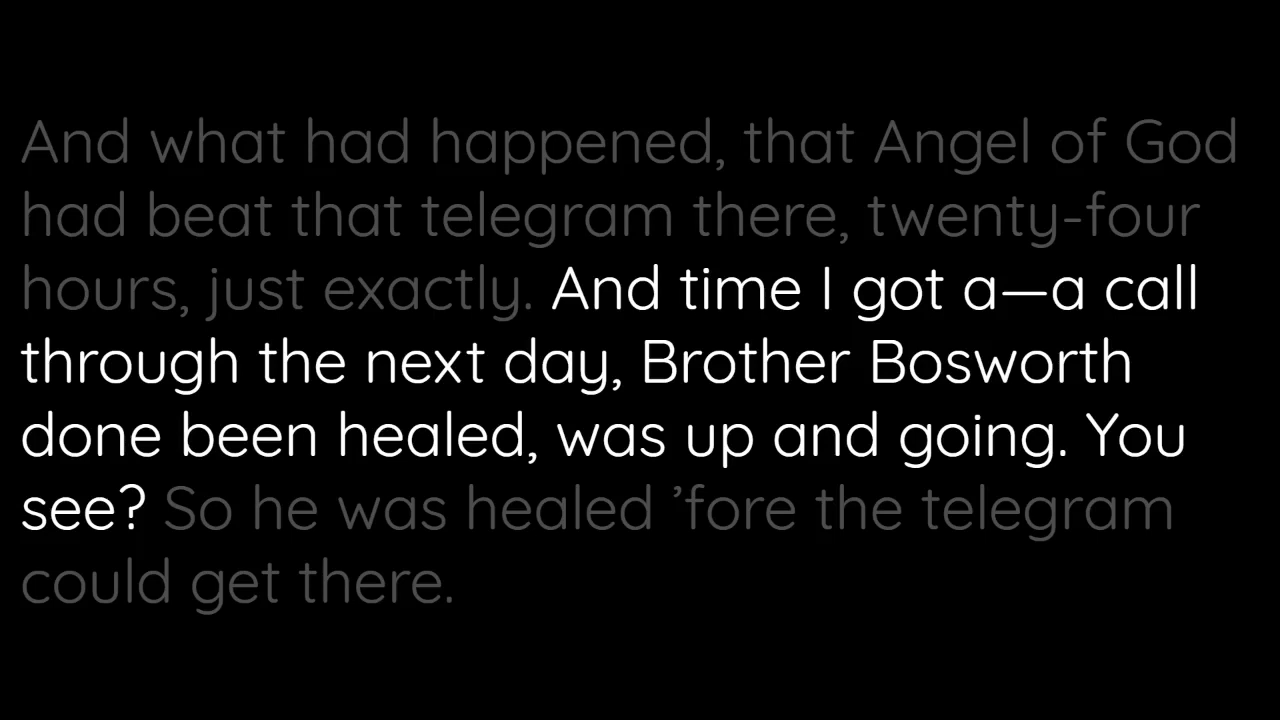 And what had happened, that Angel of God
had beat that telegram there, twenty-four
hours, just exactly. And time I got a—a call
through the next day, Brother Bosworth
done been healed, was up and going. You
see? So he was healed ’fore the telegram
could get there.